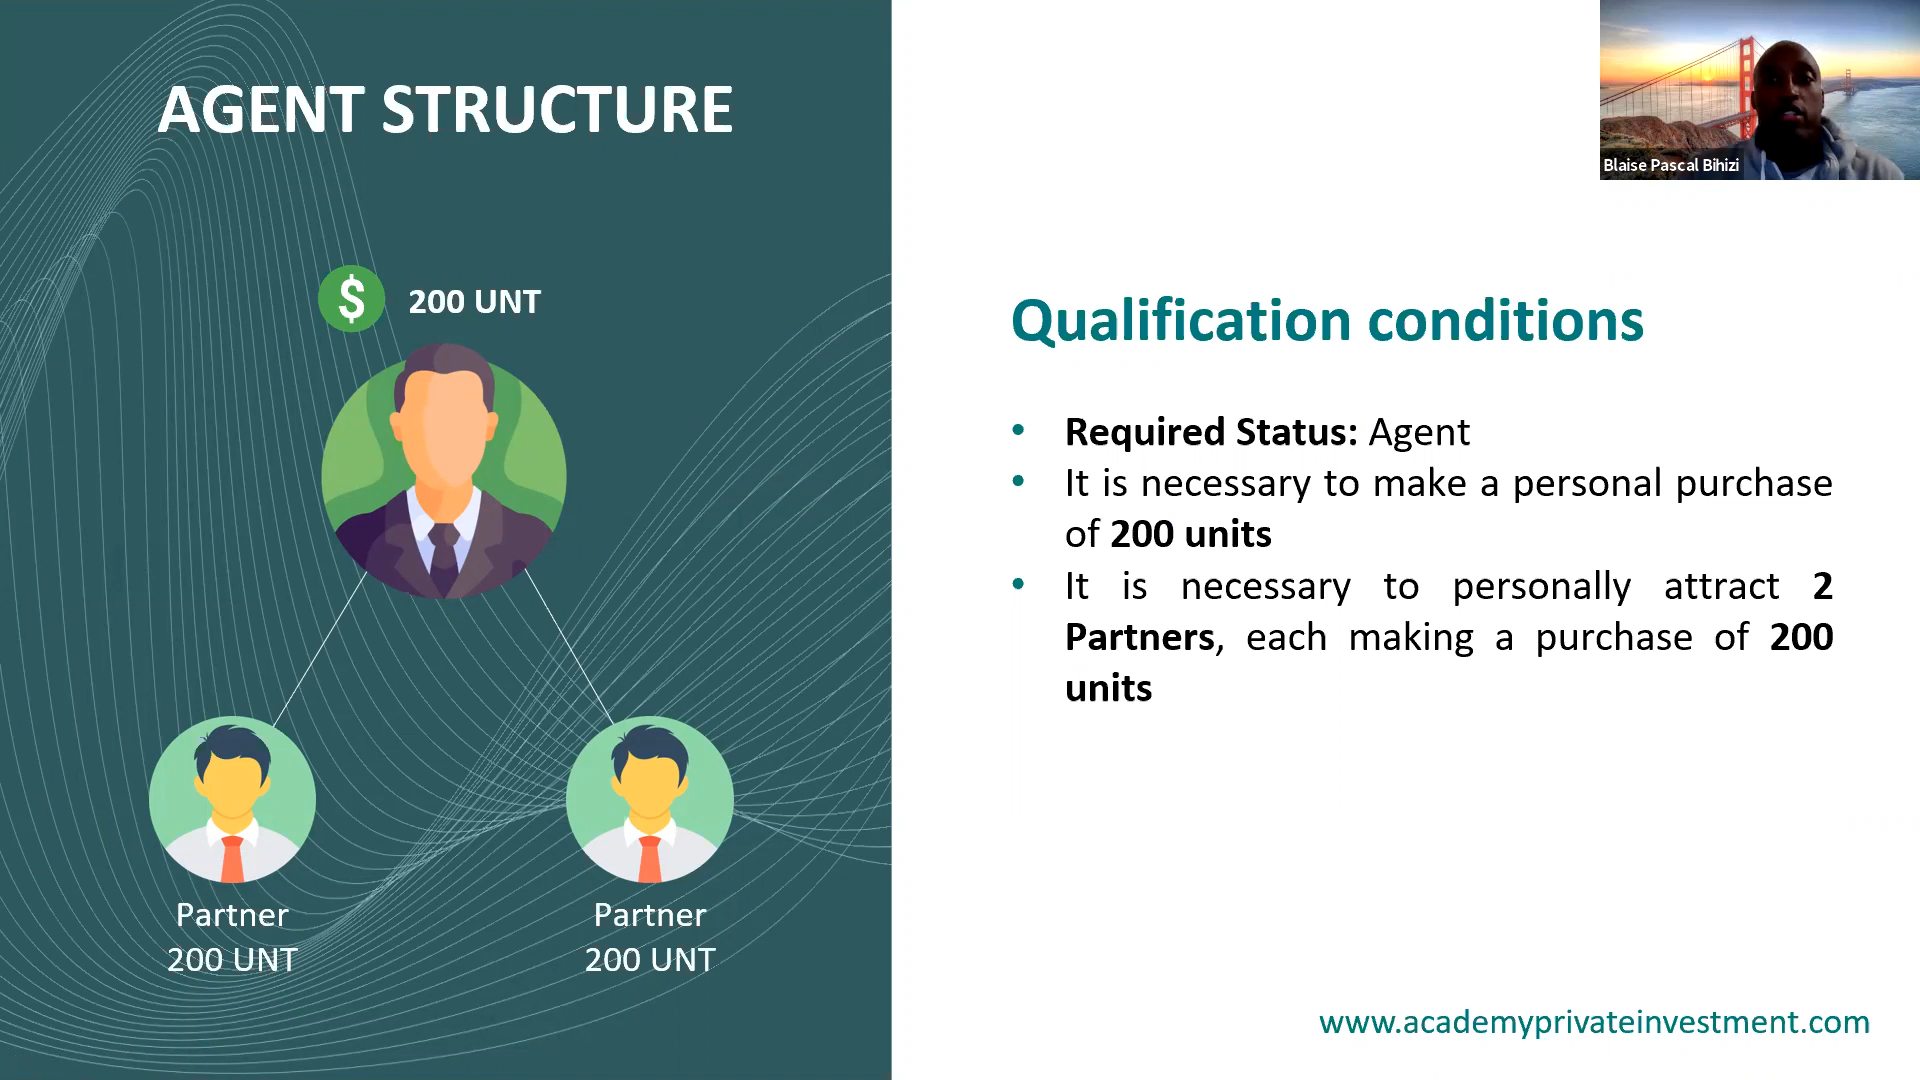 AGENT STRUCTURE
200 UNT
Partner
200 UNT
Partner
200 UNT
Blaise Pascal Bihizi
Qualification conditions
• Required Status: Agent
• It is necessary to make a personal purchase
of 200 units
• It is necessary to personally attract 2
Partners, each making a purchase of 200
units
www.academyprivateinvestment.com